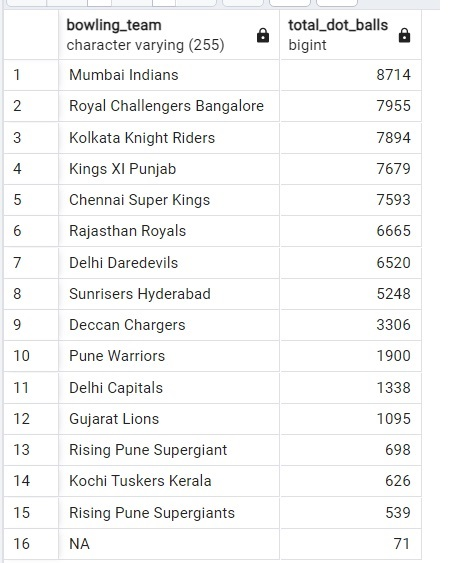 bowling_team total_dot_balls
character varying (255) bigint
1 Mumbai Indians 8714
2 Royal Challengers Bangalore 7955
3 Kolkata Knight Riders 7894
4 Kings XI Punjab 7679
5 Chennai Super Kings 7593
6 Rajasthan Royals 6665
7 Delhi Daredevils 6520
8 Sunrisers Hyderabad 5248
9 Deccan Chargers 3306
10 Pune Warriors 1900
11 Delhi Capitals 1338
12 Gujarat Lions 1095
13 Rising Pune Supergiant 698
14 Kochi Tuskers Kerala 626
15 Rising Pune Supergiants 539
16 NA 71